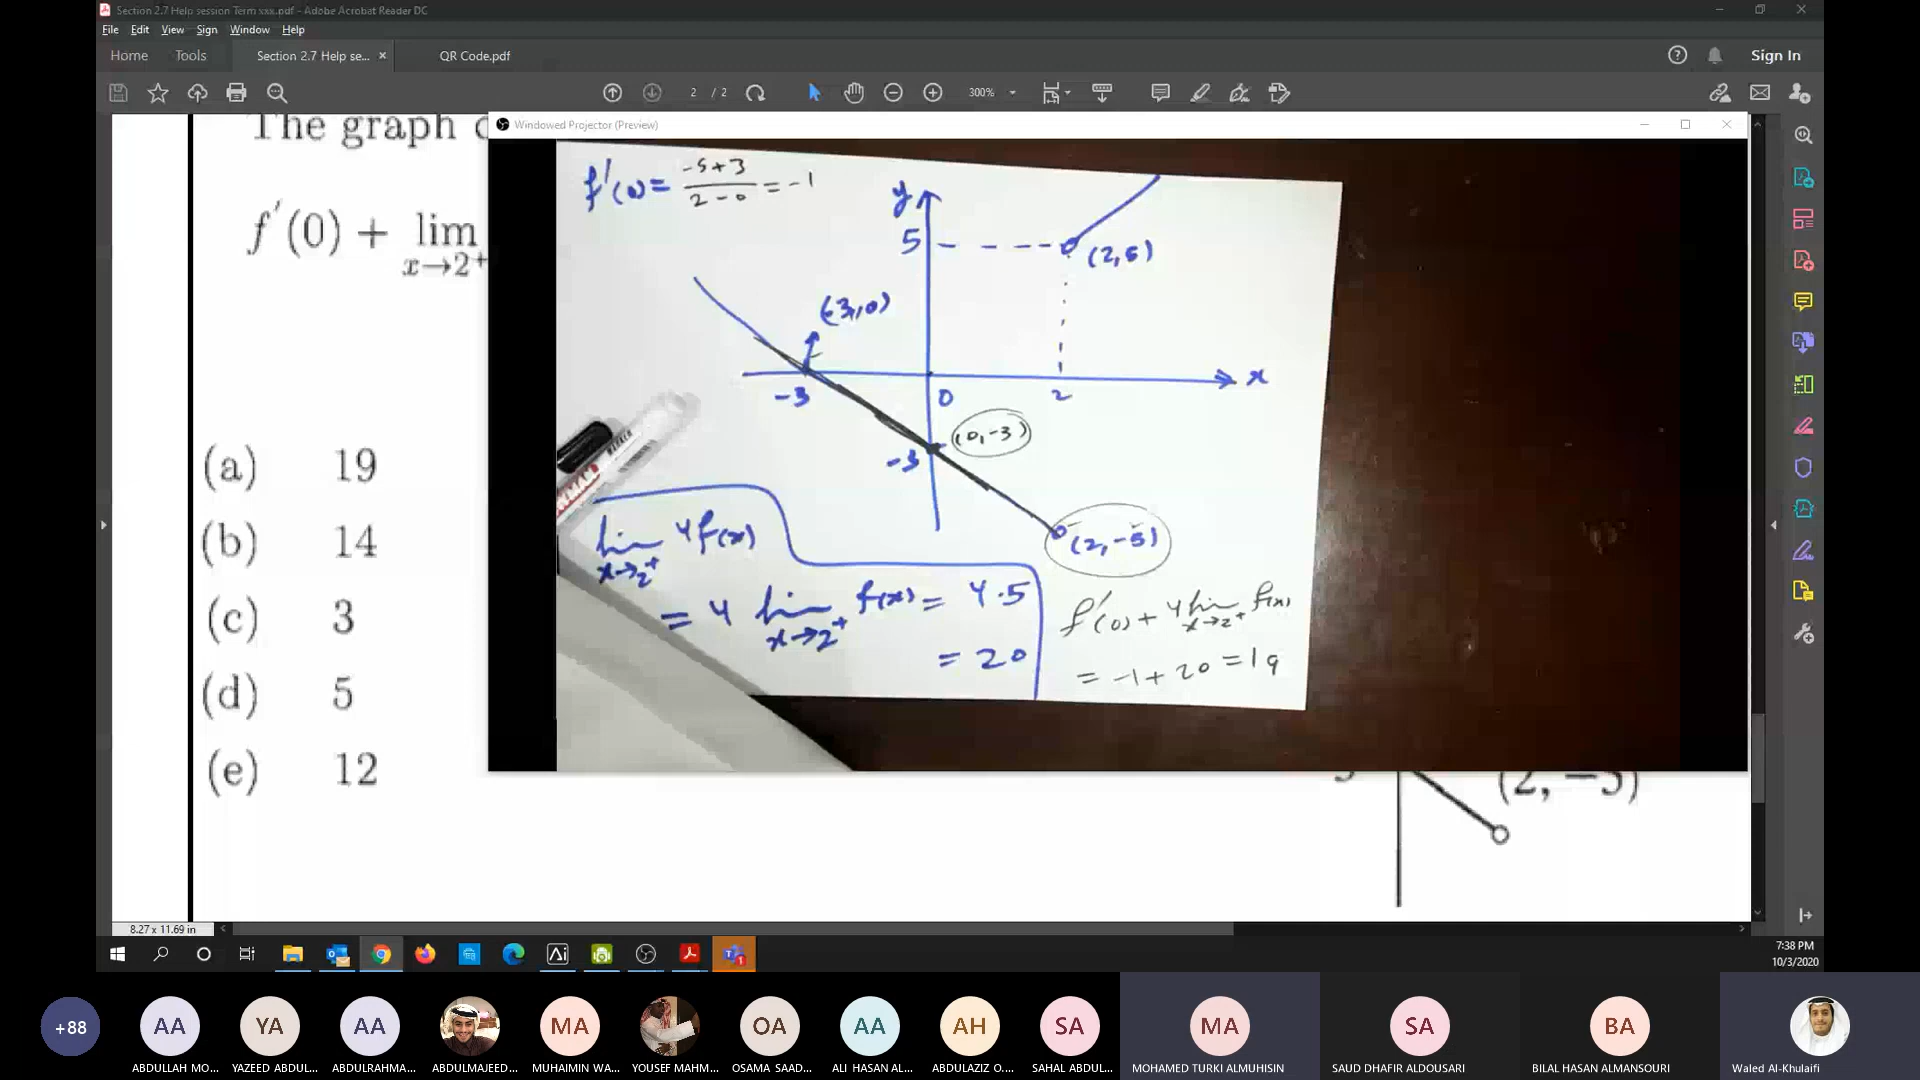 Section 2.7 Help session Term xxx.pdf - Adobe Acrobat Reader DC
File Edit View Sign Window Help
Home Tools Section 2.7 Help se... × QR Code.pdf Sign In
2 / 2 300%
The graph
f'(0) + lim
x→2⁺
(a) 19
(b) 14
(c) 3
(d) 5
(e) 12
Windowed Projector (Preview)
f'(0) = (-5+3)/(2-0) = -1
y
5
(2,5)
(-3,0)
x
-3 0 2
(0,-3)
-3
(2,-5)
lim 4f(x)
x→2⁺
= 4 lim f(x) = 4.5
x→2⁺
= 20
f'(0) + 4 lim f(x)
x→2⁺
= -1 + 20 = 19
(2, −5)
8.27 x 11.69 in
7:38 PM
10/3/2020
+88 AA YA AA MA OA AA AH SA MA SA BA
ABDULLAH MO... YAZEED ABDUL... ABDULRAHMA... ABDULMAJEED... MUHAIMIN WA... YOUSEF MAHM... OSAMA SAAD... ALI HASAN AL... ABDULAZIZ O.... SAHAL ABDUL... MOHAMED TURKI ALMUHISIN SAUD DHAFIR ALDOUSARI BILAL HASAN ALMANSOURI Waled Al-Khulaifi